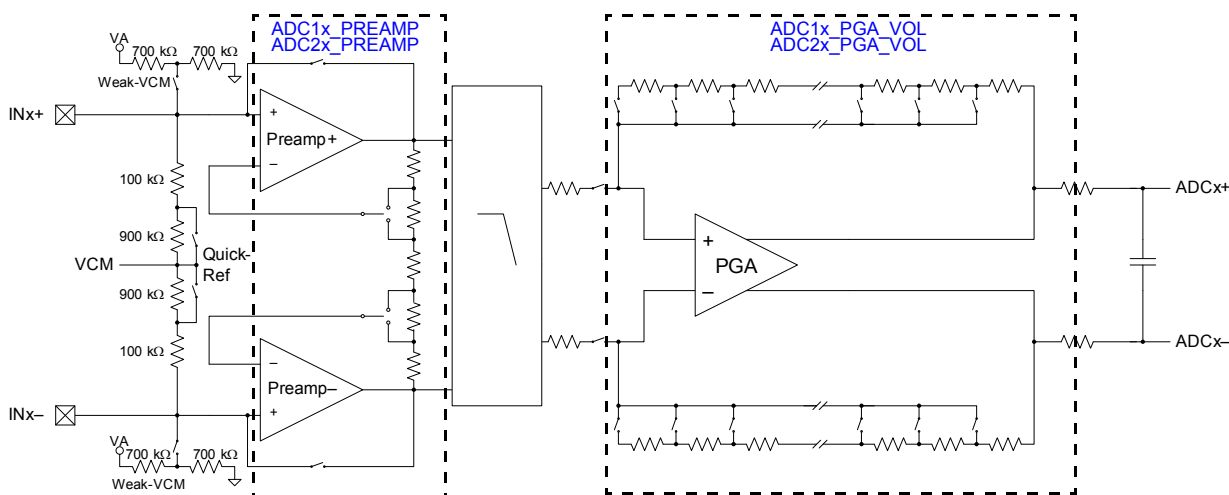 ADC1x_PREAMP
ADC2x_PREAMP
ADC1x_PGA_VOL
ADC2x_PGA_VOL
VA
700 kΩ
700 kΩ
Weak-VCM
INx+
+
Preamp+
–
100 kΩ
900 kΩ
Quick-
Ref
VCM
900 kΩ
100 kΩ
–
Preamp–
+
INx–
VA
700 kΩ
700 kΩ
Weak-VCM
+
PGA
–
ADCx+
ADCx–